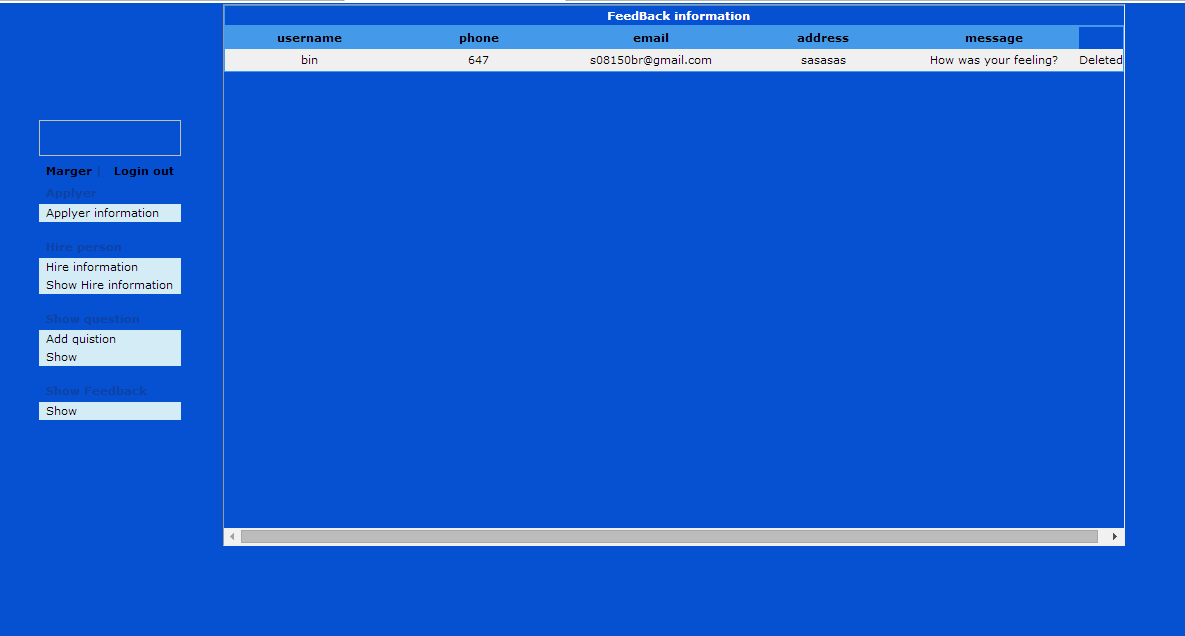 FeedBack information
username phone email address message
bin 647 s08150br@gmail.com sasasas How was your feeling? Deleted
Marger | Login out
Applyer
Applyer information
Hire person
Hire information
Show Hire information
Show question
Add quistion
Show
Show Feedback
Show